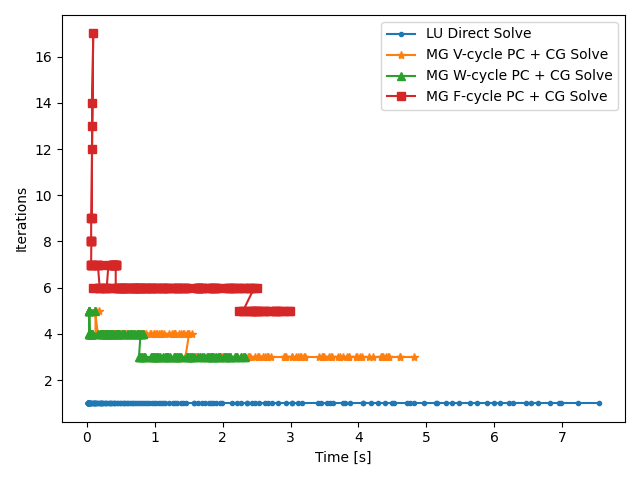 LU Direct Solve
MG V-cycle PC + CG Solve
MG W-cycle PC + CG Solve
MG F-cycle PC + CG Solve
Iterations
16
14
12
10
8
6
4
2
0 1 2 3 4 5 6 7
Time [s]